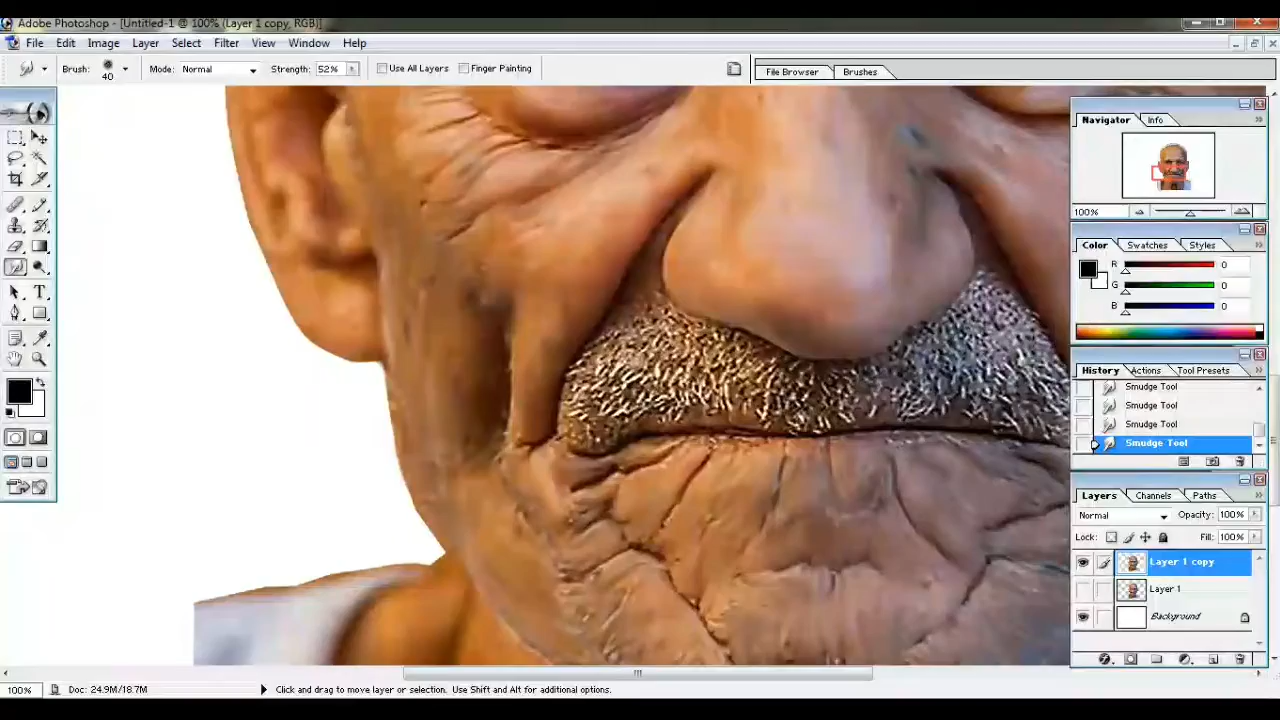 Adobe Photoshop - [Untitled-1 @ 100% (Layer 1 copy, RGB)]
File Edit Image Layer Select Filter View Window Help
Brush: 40 Mode: Normal Strength: 52% Use All Layers Finger Painting File Browser Brushes
Navigator Info
100%
Color Swatches Styles
R 0
G 0
B 0
History Actions Tool Presets
Smudge Tool
Smudge Tool
Smudge Tool
Smudge Tool
Layers Channels Paths
Normal Opacity: 100%
Lock: Fill: 100%
Layer 1 copy
Layer 1
Background
100% Doc: 24.9M/18.7M Click and drag to move layer or selection. Use Shift and Alt for additional options.